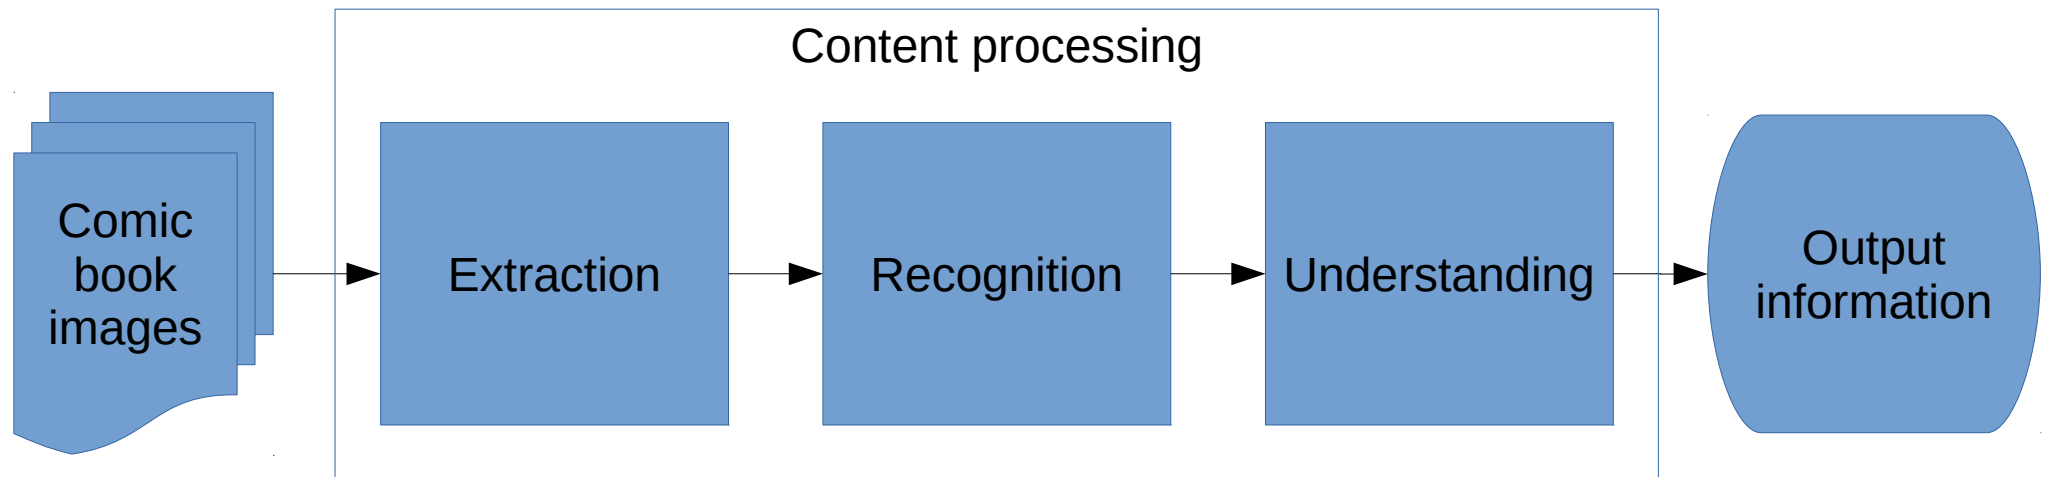 Content processing
Comic
book
images
Extraction
Recognition
Understanding
Output
information